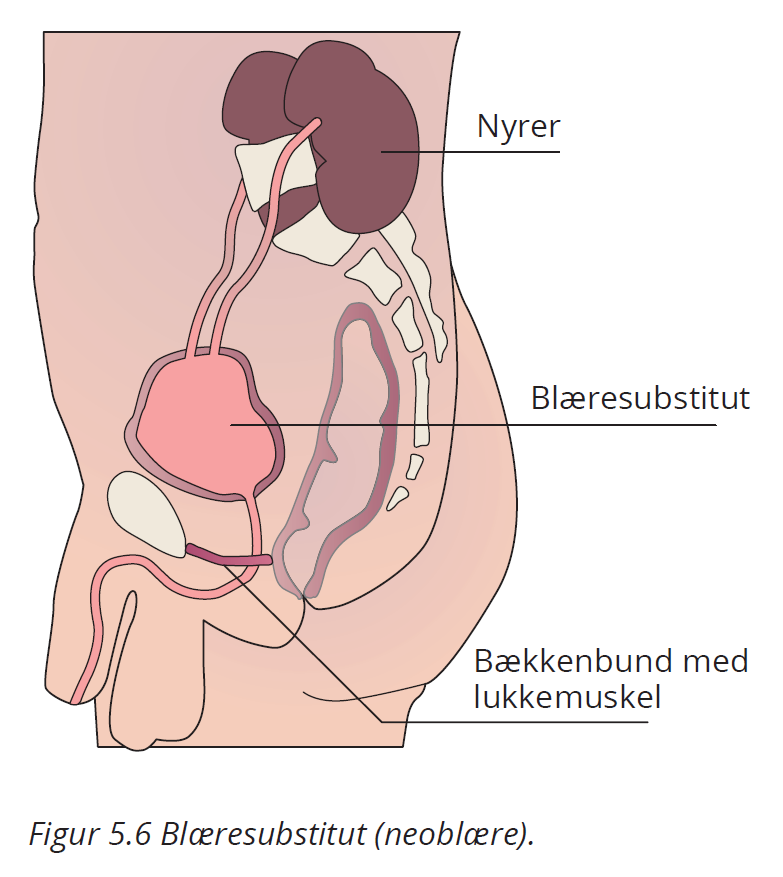 Nyrer
Blæresubstitut
Bækkenbund med
lukkemuskel
Figur 5.6 Blæresubstitut (neoblære).